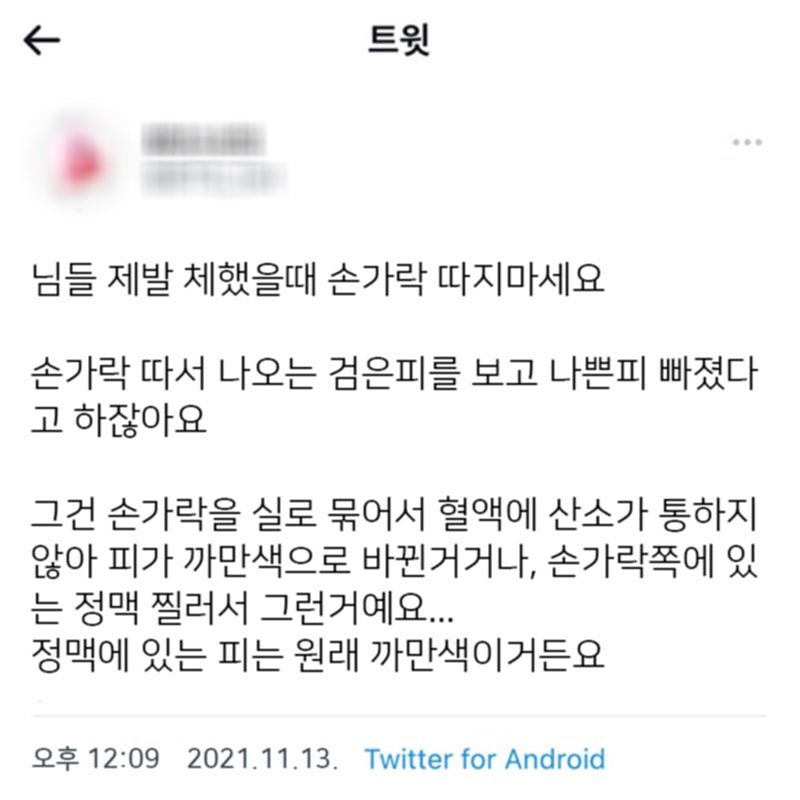 트윗
님들 제발 체했을때 손가락 따지마세요
손가락 따서 나오는 검은피를 보고 나쁜피 빠졌다
고 하잖아요
그건 손가락을 실로 묶어서 혈액에 산소가 통하지
않아 피가 까만색으로 바뀐거거나, 손가락쪽에 있
는 정맥 찔러서 그런거예요...
정맥에 있는 피는 원래 까만색이거든요
오후 12:09 2021.11.13. Twitter for Android